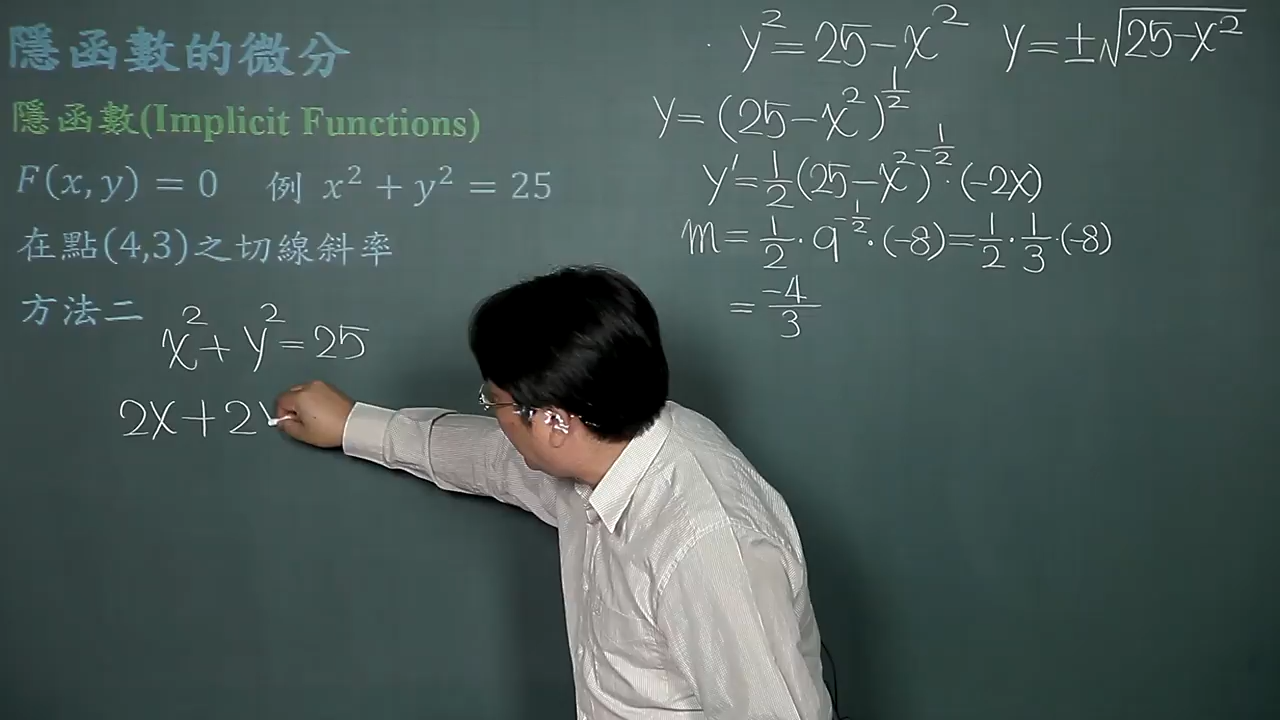 隱函數的微分
隱函數(Implicit Functions)
F(x, y) = 0 例 x² + y² = 25
在點(4,3)之切線斜率
方法二
x² + y² = 25
2x + 2y
y² = 25 − x² y = ±√(25−x²)
y = (25 − x²)^(1/2)
y' = 1/2 (25 − x²)^(−1/2) · (−2x)
m = 1/2 · 9^(−1/2) · (−8) = 1/2 · 1/3 · (−8)
= −4/3